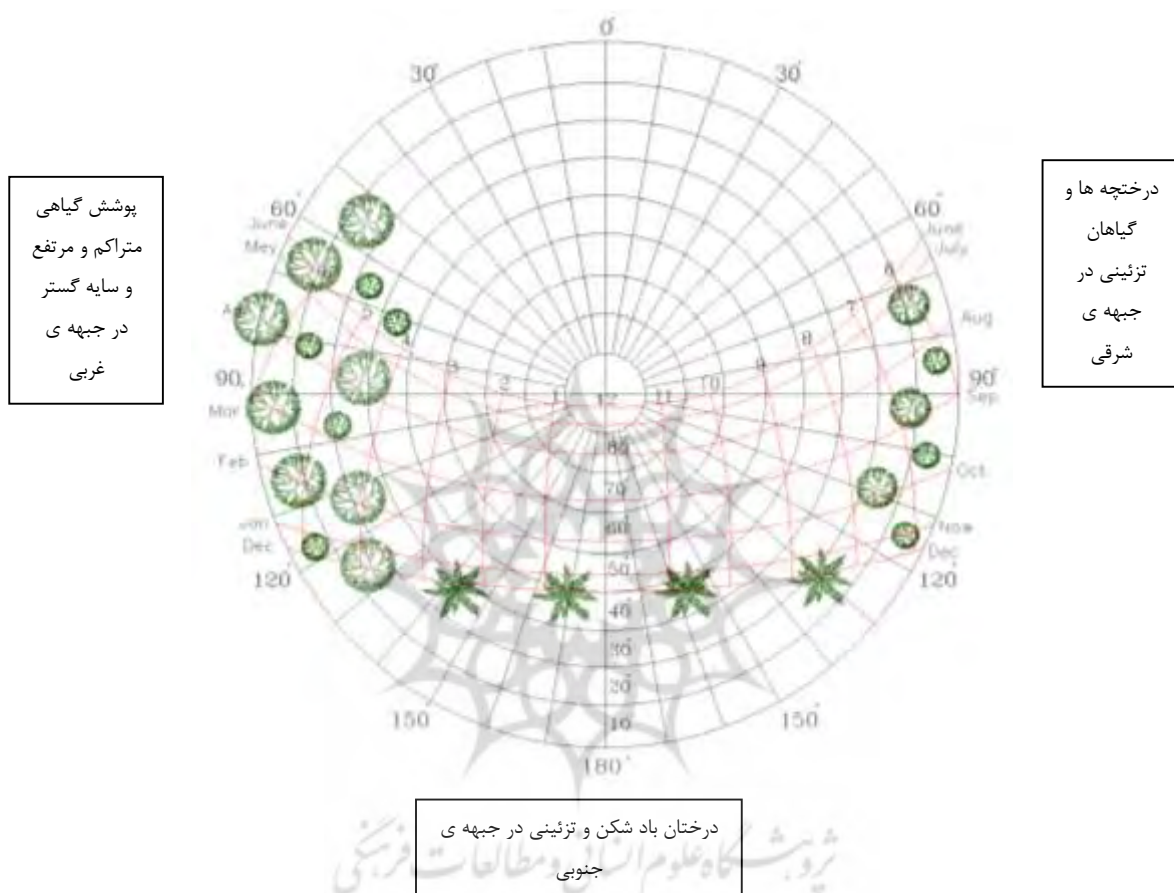 0°
30°
30°
60°
60°
June
Mey
June
July
پوشش گیاهی
متراکم و مرتفع
و سایه گستر
در جبهه ی
غربی
درختچه ها و
گیاهان
تزئینی در
جبهه ی
شرقی
6
7
8
9
10
11
12
1
2
3
4
5
Aug
90°
90°
Mar
Sep
Feb
Oct
Jan
Dec
Nov
Dec
120°
120°
80°
70°
60°
50°
40°
30°
20°
10°
150°
150°
180°
درختان باد شکن و تزئینی در جبهه ی
جنوبی
پژوهشگاه علوم انسانی و مطالعات فرهنگی